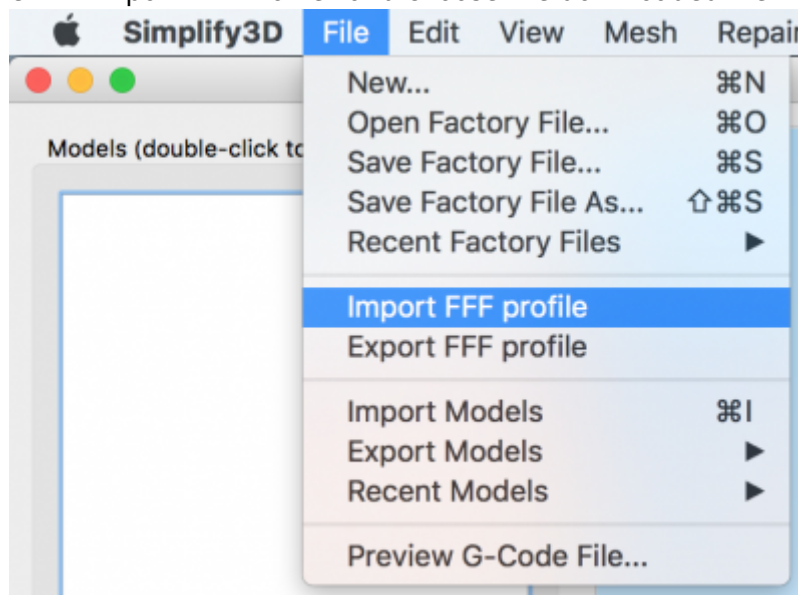 Simplify3D File Edit View Mesh Repair
New... ⌘N
Models (double-click to
Open Factory File... ⌘O
Save Factory File... ⌘S
Save Factory File As... ⇧⌘S
Recent Factory Files ▶
Import FFF profile
Export FFF profile
Import Models ⌘I
Export Models ▶
Recent Models ▶
Preview G-Code File...